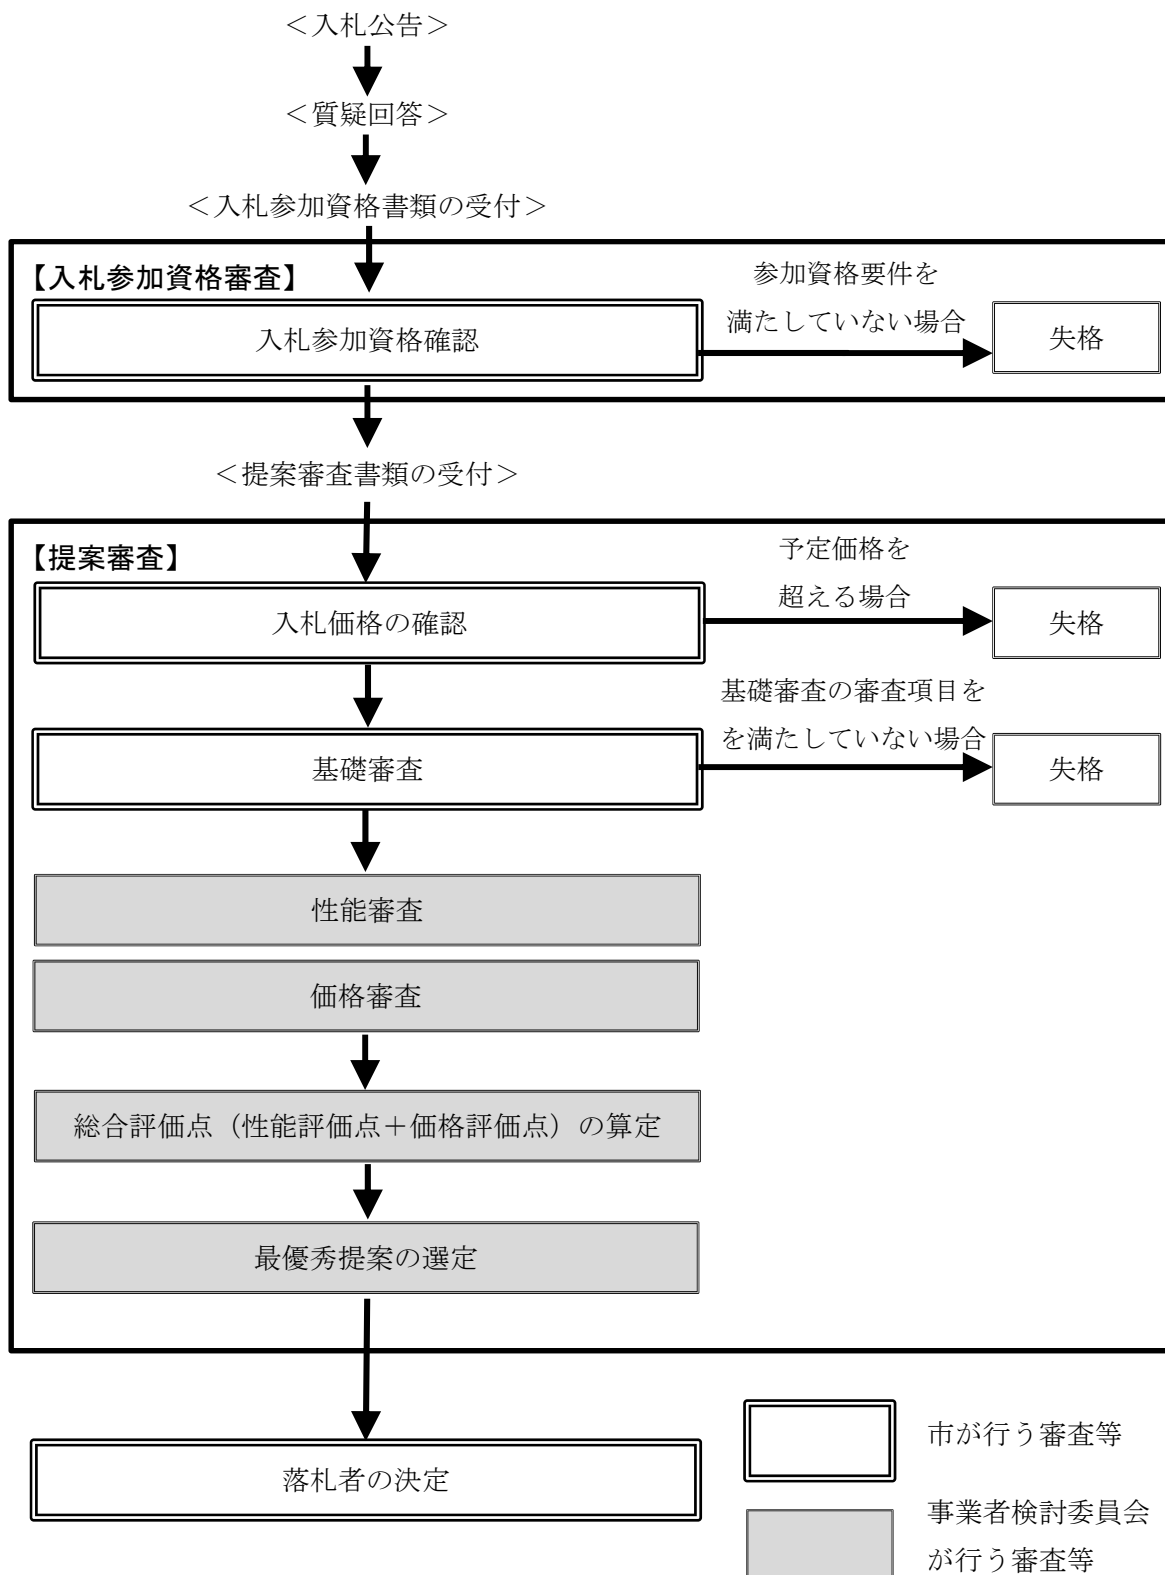 ＜入札公告＞
＜質疑回答＞
＜入札参加資格書類の受付＞
【入札参加資格審査】
入札参加資格確認
参加資格要件を
満たしていない場合
失格
＜提案審査書類の受付＞
【提案審査】
入札価格の確認
予定価格を
超える場合
失格
基礎審査
基礎審査の審査項目を
を満たしていない場合
失格
性能審査
価格審査
総合評価点（性能評価点＋価格評価点）の算定
最優秀提案の選定
落札者の決定
市が行う審査等
事業者検討委員会
が行う審査等